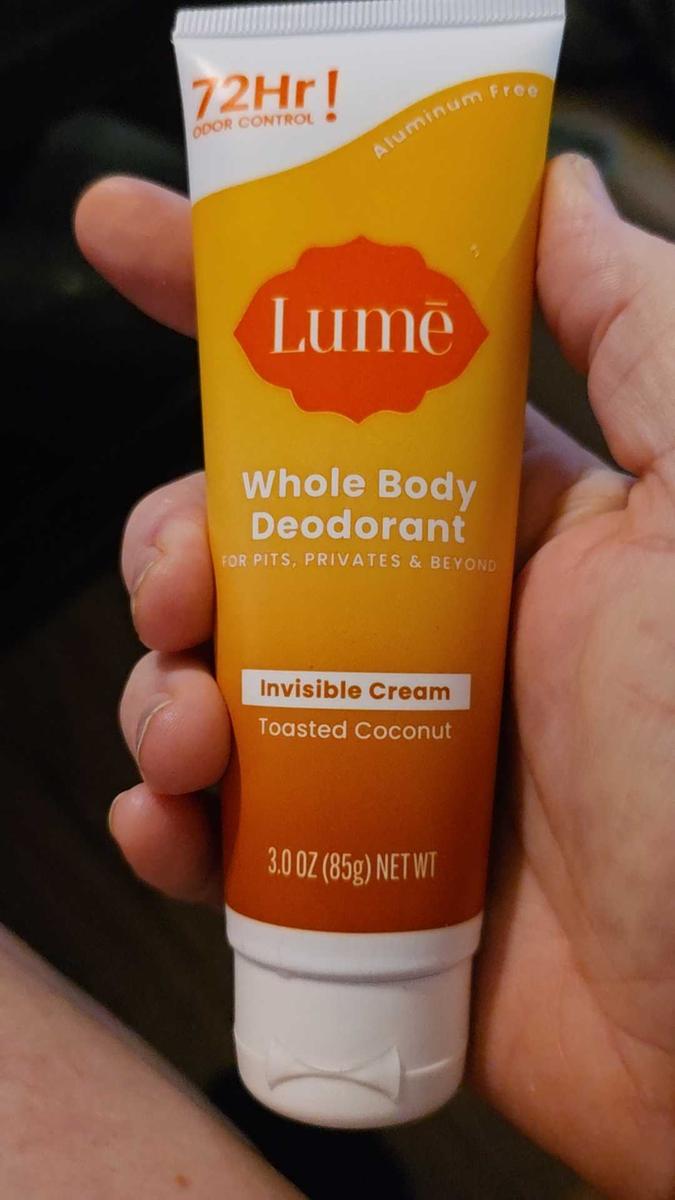 72Hr!
ODOR CONTROL
Aluminum Free
Lumē
Whole Body
Deodorant
FOR PITS, PRIVATES & BEYOND
Invisible Cream
Toasted Coconut
3.0 OZ (85g) NET WT